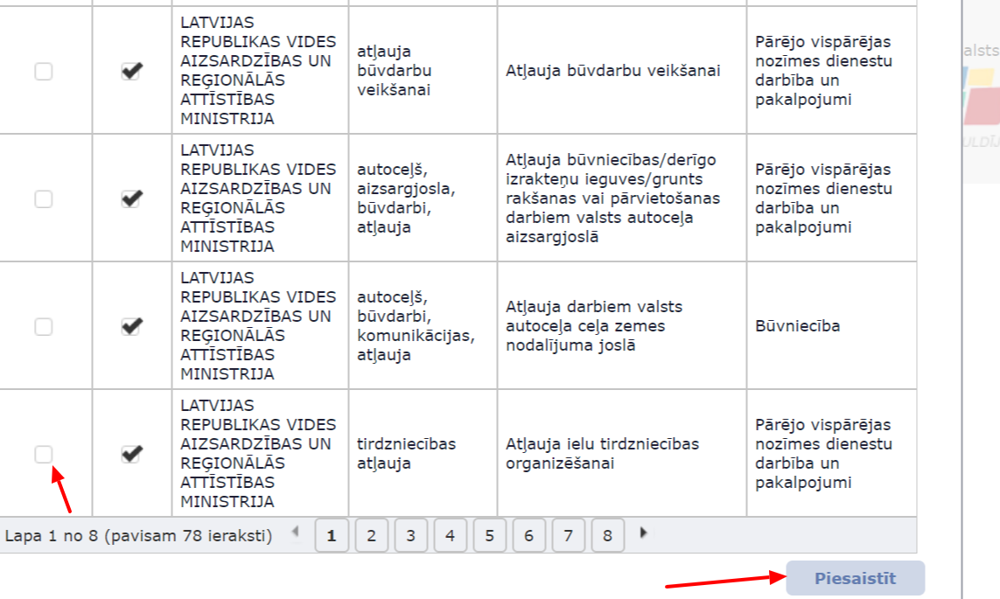 LATVIJAS
REPUBLIKAS VIDES
AIZSARDZĪBAS UN
REĢIONĀLĀS
ATTĪSTĪBAS
MINISTRIJA
atļauja
būvdarbu
veikšanai
Atļauja būvdarbu veikšanai
Pārējo vispārējas
nozīmes dienestu
darbība un
pakalpojumi
LATVIJAS
REPUBLIKAS VIDES
AIZSARDZĪBAS UN
REĢIONĀLĀS
ATTĪSTĪBAS
MINISTRIJA
autoceļš,
aizsargjosla,
būvdarbi,
atļauja
Atļauja būvniecības/derīgo
izrakteņu ieguves/grunts
rakšanas vai pārvietošanas
darbiem valsts autoceļa
aizsargjoslā
Pārējo vispārējas
nozīmes dienestu
darbība un
pakalpojumi
LATVIJAS
REPUBLIKAS VIDES
AIZSARDZĪBAS UN
REĢIONĀLĀS
ATTĪSTĪBAS
MINISTRIJA
autoceļš,
būvdarbi,
komunikācijas,
atļauja
Atļauja darbiem valsts
autoceļa ceļa zemes
nodalījuma joslā
Būvniecība
LATVIJAS
REPUBLIKAS VIDES
AIZSARDZĪBAS UN
REĢIONĀLĀS
ATTĪSTĪBAS
MINISTRIJA
tirdzniecības
atļauja
Atļauja ielu tirdzniecības
organizēšanai
Pārējo vispārējas
nozīmes dienestu
darbība un
pakalpojumi
Lapa 1 no 8 (pavisam 78 ieraksti) 1 2 3 4 5 6 7 8
Piesaistīt
alsts